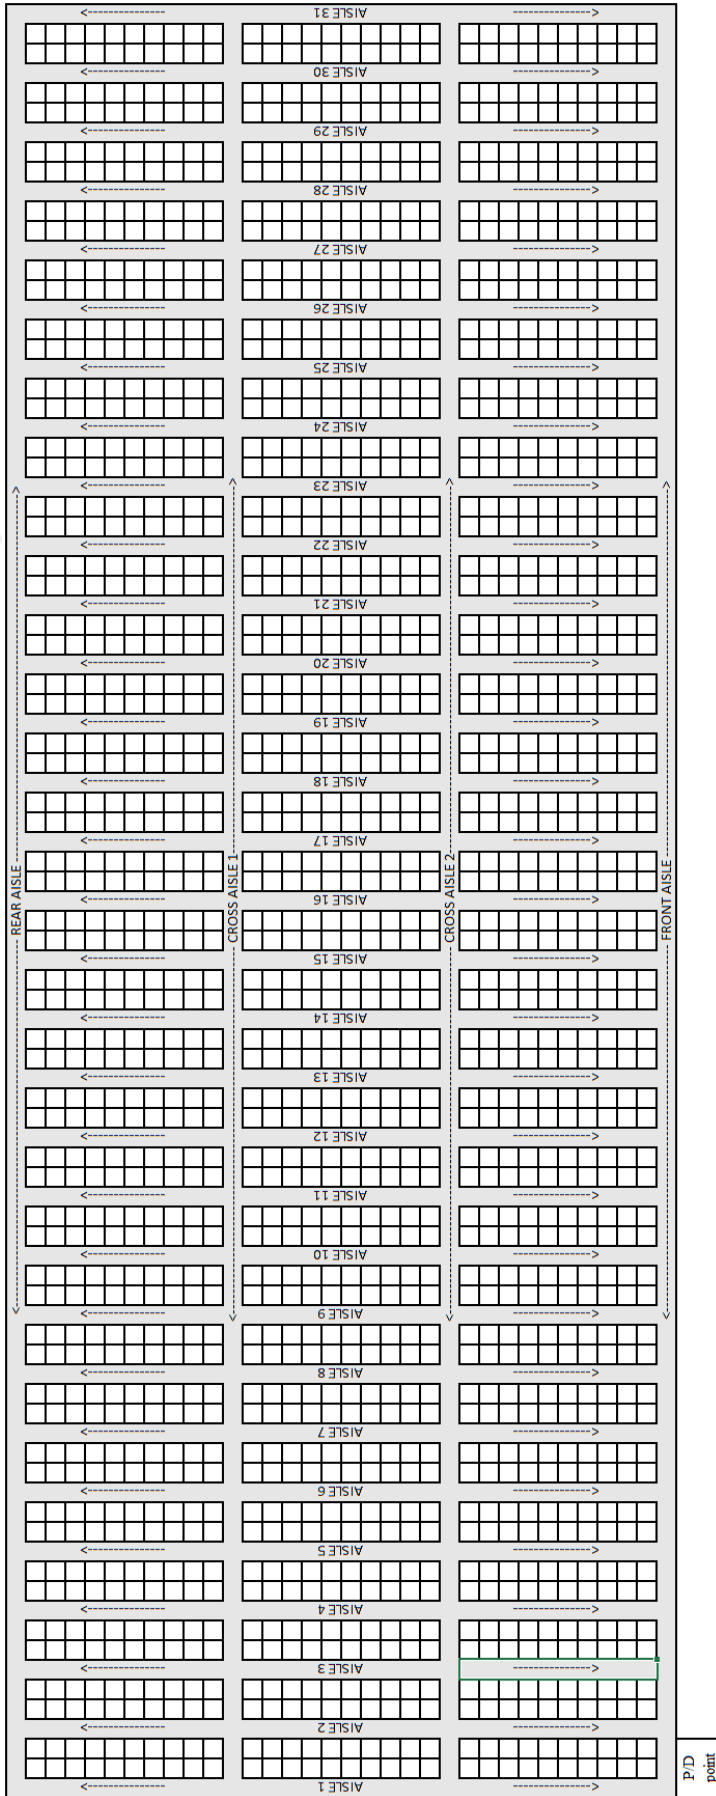 AISLE 31
AISLE 30
AISLE 29
AISLE 28
AISLE 27
AISLE 26
AISLE 25
AISLE 24
AISLE 23
AISLE 22
AISLE 21
AISLE 20
AISLE 19
AISLE 18
AISLE 17
REAR AISLE
CROSS AISLE 1
CROSS AISLE 2
FRONT AISLE
AISLE 16
AISLE 15
AISLE 14
AISLE 13
AISLE 12
AISLE 11
AISLE 10
AISLE 9
AISLE 8
AISLE 7
AISLE 6
AISLE 5
AISLE 4
AISLE 3
AISLE 2
P/D
point
AISLE 1